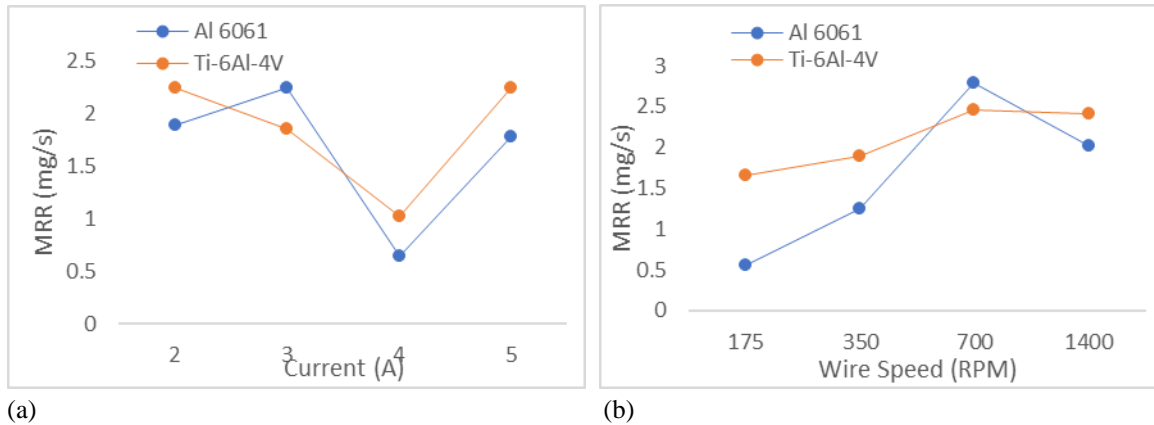 Al 6061
Ti-6Al-4V
2.5
2
1.5
1
0.5
0
MRR (mg/s)
2 3 4 5
Current (A)
(a)
Al 6061
Ti-6Al-4V
3
2.5
2
1.5
1
0.5
0
MRR (mg/s)
175 350 700 1400
Wire Speed (RPM)
(b)